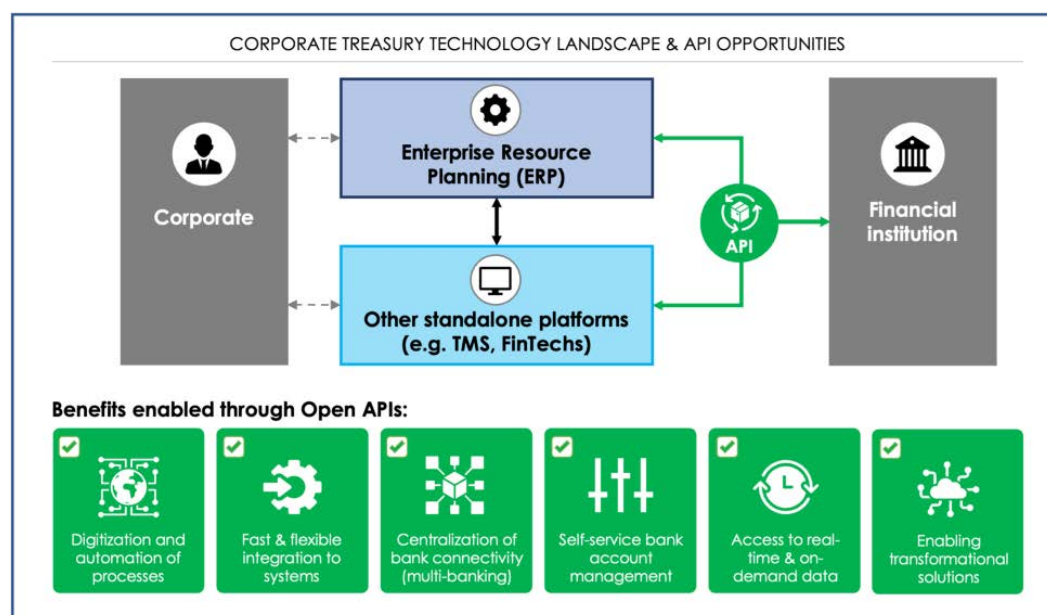 CORPORATE TREASURY TECHNOLOGY LANDSCAPE & API OPPORTUNITIES
Corporate
Enterprise Resource
Planning (ERP)
Other standalone platforms
(e.g. TMS, FinTechs)
API
Financial
institution
Benefits enabled through Open APIs:
Digitization and
automation of
processes
Fast & flexible
integration to
systems
Centralization of
bank connectivity
(multi-banking)
Self-service bank
account
management
Access to real-
time & on-
demand data
Enabling
transformational
solutions